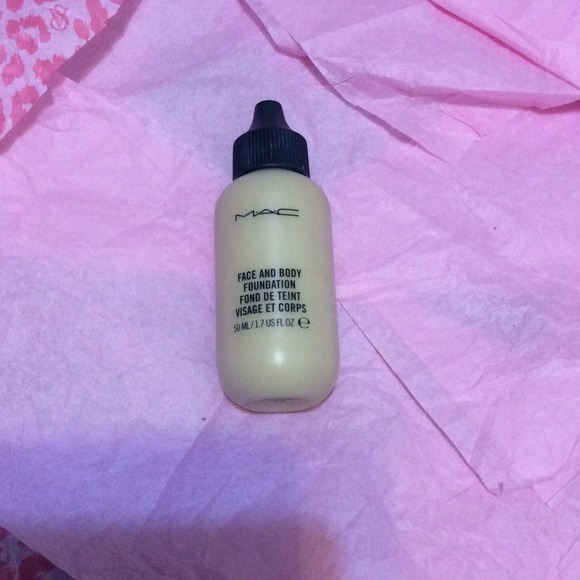 MAC
FACE AND BODY
FOUNDATION
FOND DE TEINT
VISAGE ET CORPS
50 ML / 1.7 US FL OZ ℮